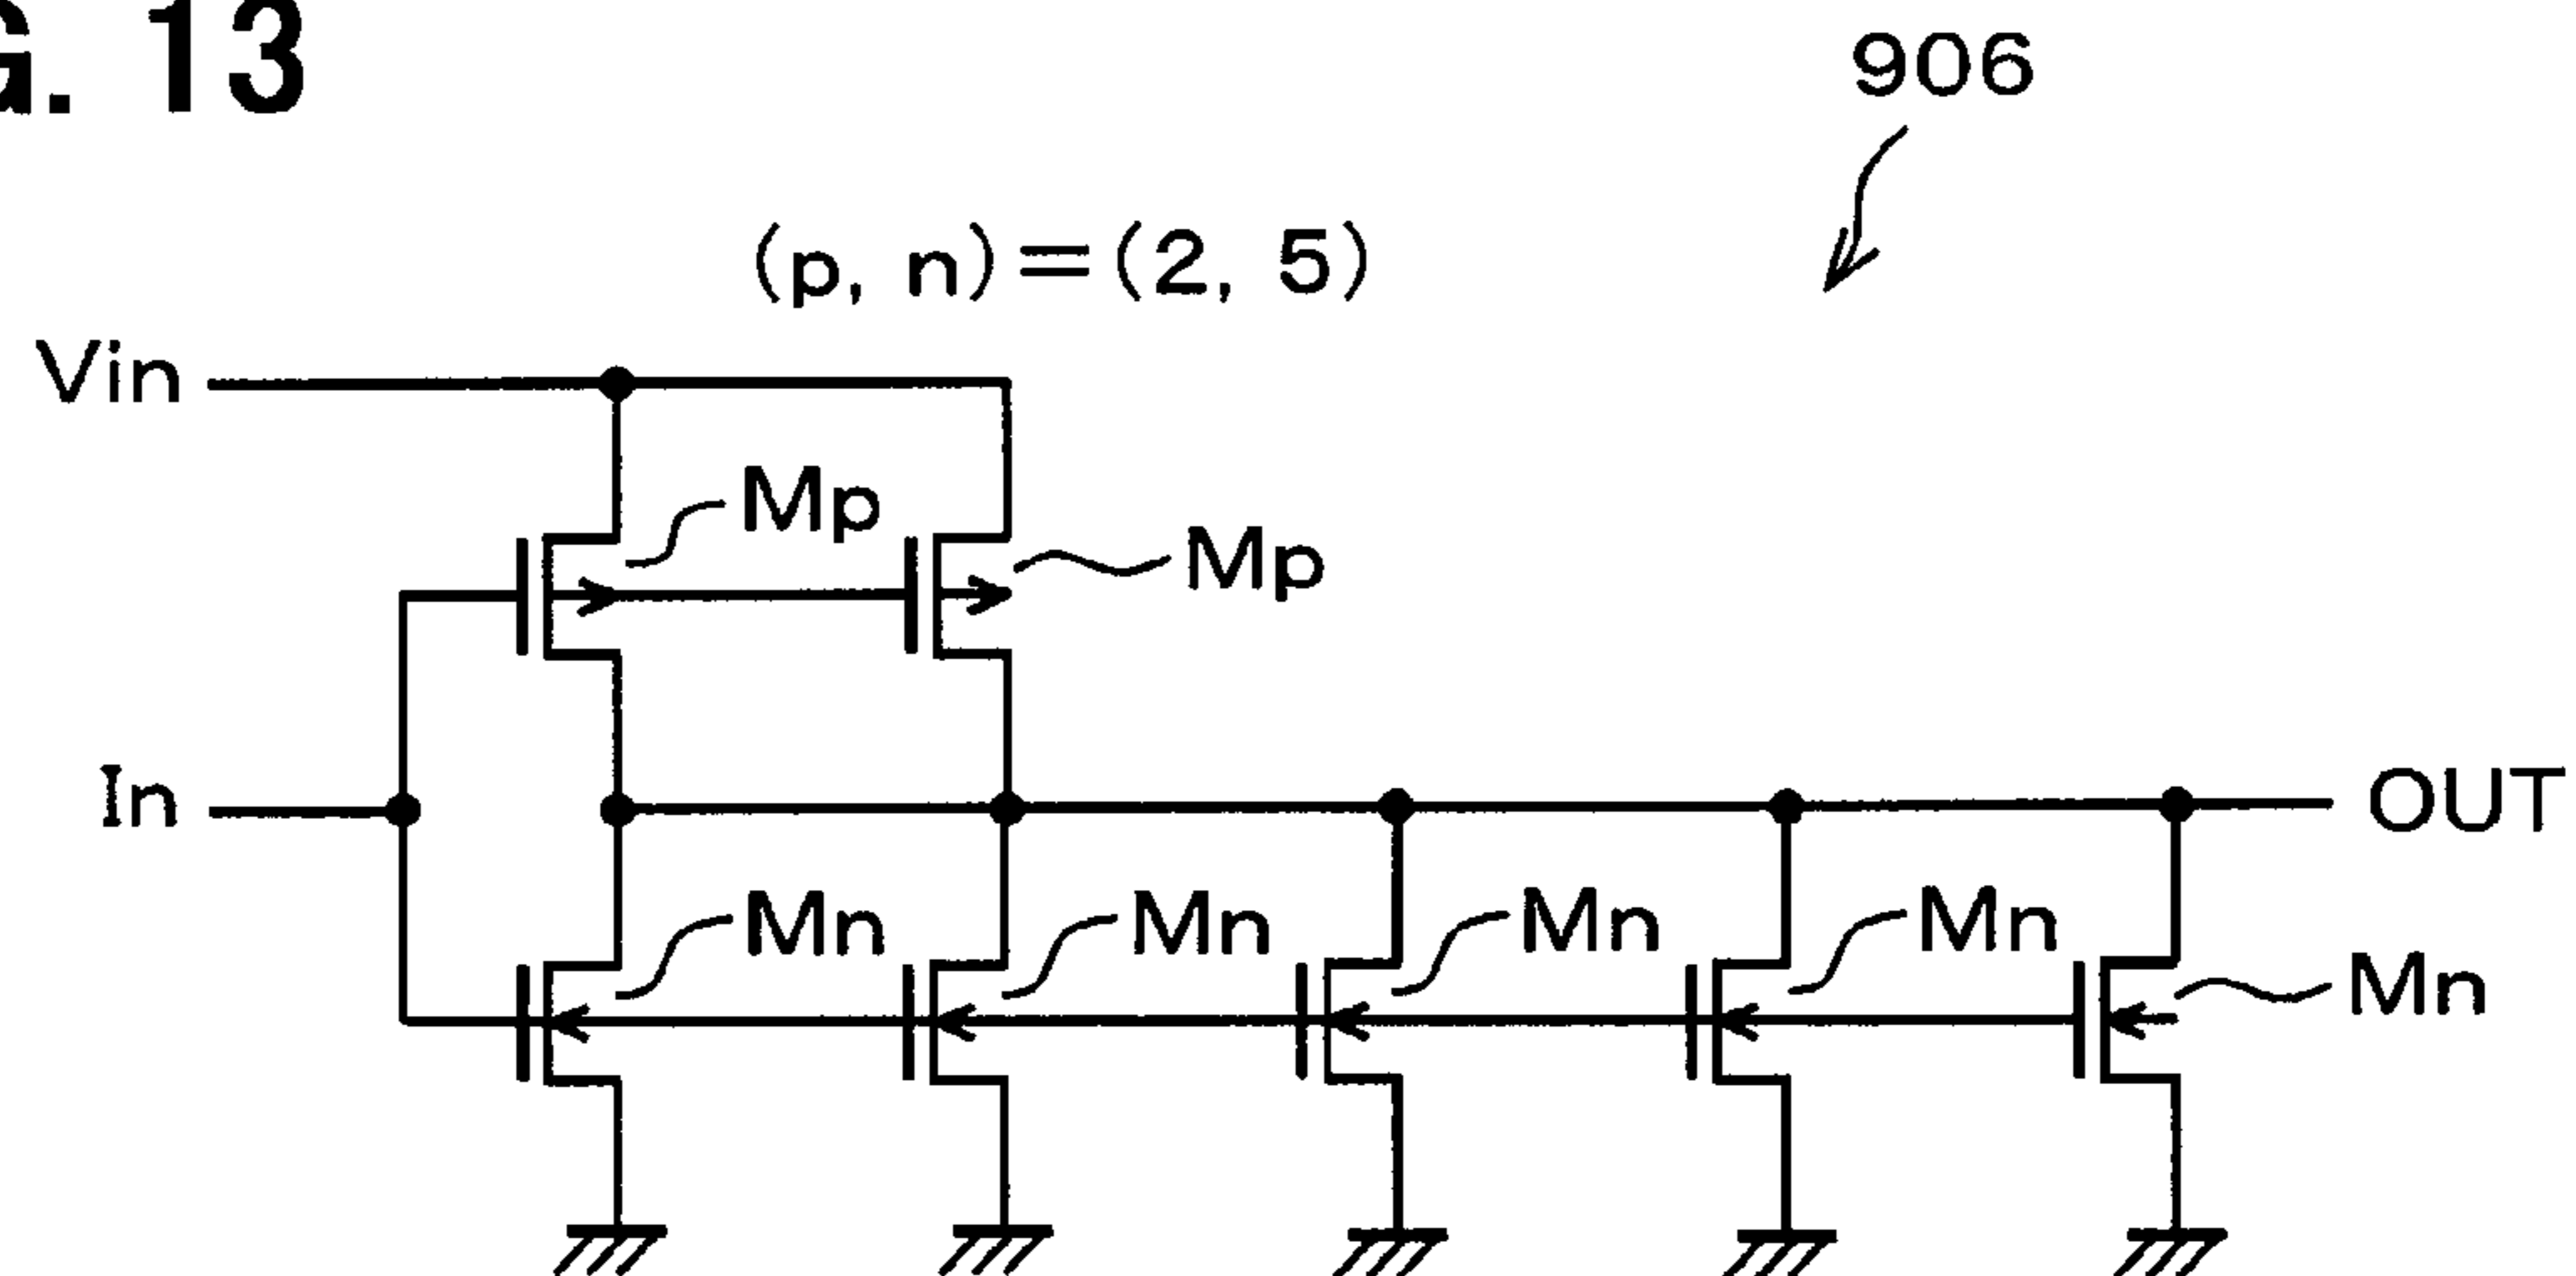 G. 13
906
(p, n)=(2, 5)
Vin
Mp
Mp
In
OUT
Mn
Mn
Mn
Mn
Mn